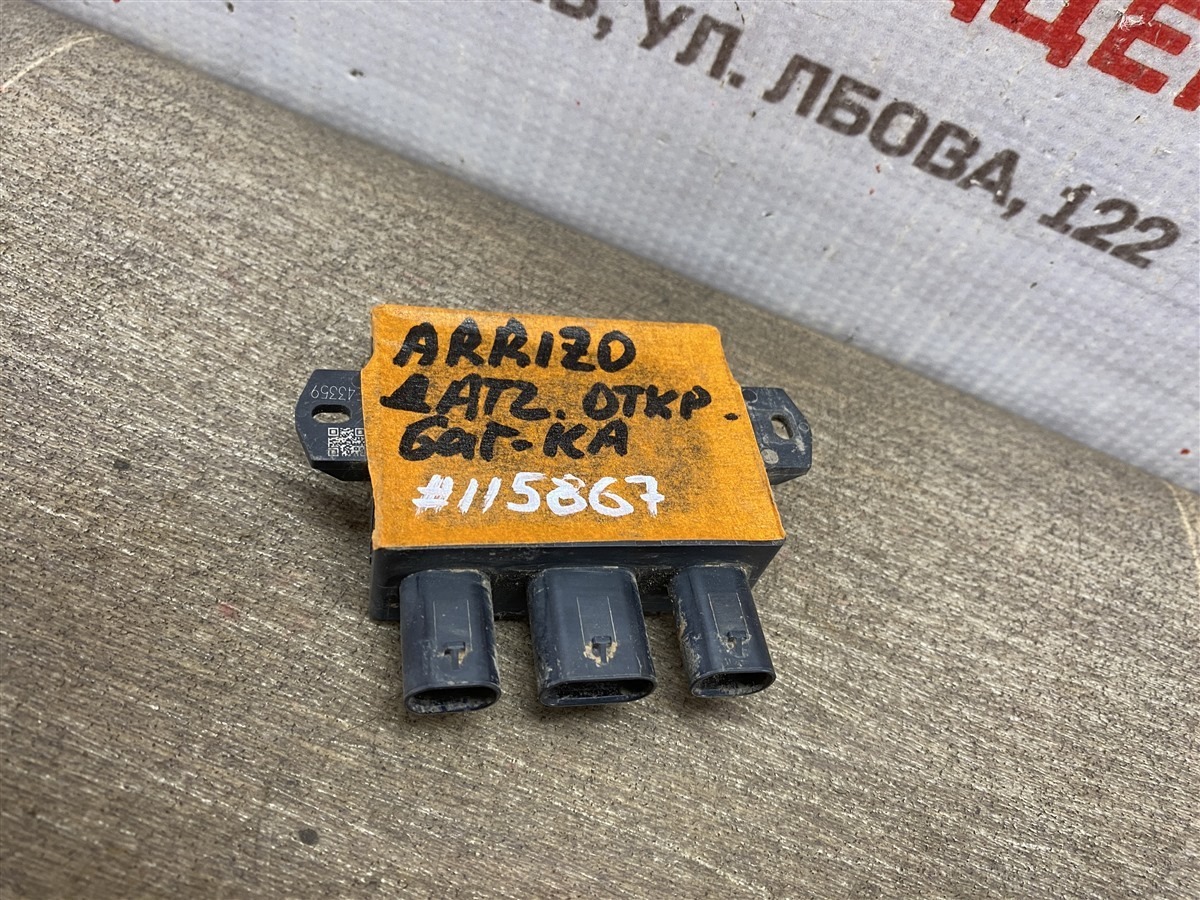 УЛ. ЛБОВА, 122
43359
ARRIZO
ДАТЧ. ОТКР.
баг-КА
#115867